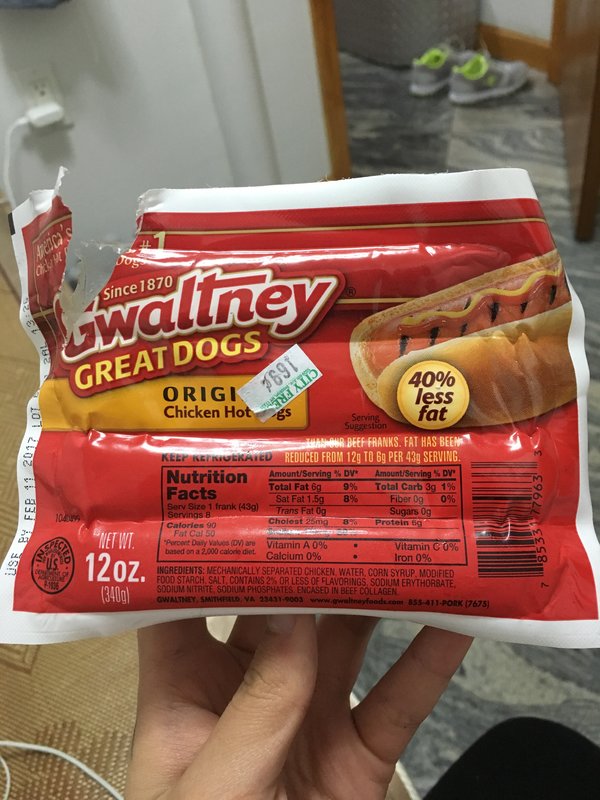 America's
#1
Dog
Since 1870
Gwaltney®
GREAT DOGS
169¢
CITY FRE
ORIGI
Chicken Hot Dogs
40%
less
fat
Serving
Suggestion
THAN OUR BEEF FRANKS. FAT HAS BEEN
REDUCED FROM 12g TO 6g PER 43g SERVING.
KEEP REFRIGERATED
Nutrition
Facts
Serv Size 1 frank (43g)
Servings 8
Calories 90
Fat Cal 50
*Percent Daily Values (DV) are
based on a 2,000 calorie diet.
Amount/Serving % DV* Amount/Serving % DV*
Total Fat 6g 9% Total Carb 3g 1%
Sat Fat 1.5g 8% Fiber 0g 0%
Trans Fat 0g Sugars 0g
Cholest 25mg 8% Protein 6g
Vitamin A 0% • Vitamin C 0%
Calcium 0% • Iron 0%
INGREDIENTS: MECHANICALLY SEPARATED CHICKEN, WATER, CORN SYRUP, MODIFIED
FOOD STARCH, SALT, CONTAINS 2% OR LESS OF FLAVORINGS, SODIUM ERYTHORBATE,
SODIUM NITRITE, SODIUM PHOSPHATES. ENCASED IN BEEF COLLAGEN.
GWALTNEY, SMITHFIELD, VA 23431-9003 www.gwaltneyfoods.com 855-411-PORK (7675)
NET WT.
12 oz.
(340g)
INSPECTED
U.S.
USE BY FEB 11 2017 LOT